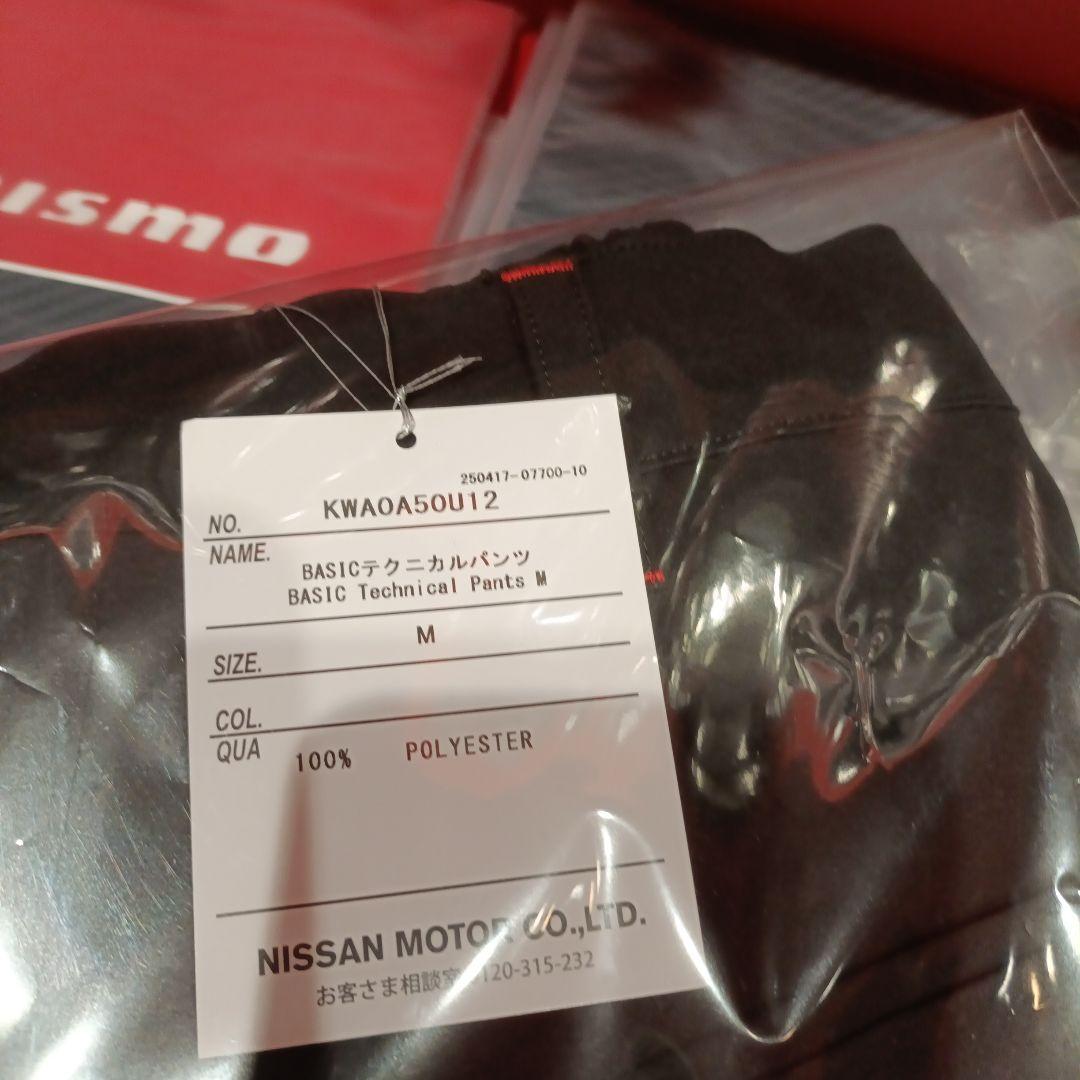 nismo
250417-07700-10
NO. KWA0A50U12
NAME. BASICテクニカルパンツ
BASIC Technical Pants M
SIZE. M
COL.
QUA 100% POLYESTER
NISSAN MOTOR CO.,LTD.
お客さま相談室 120-315-232